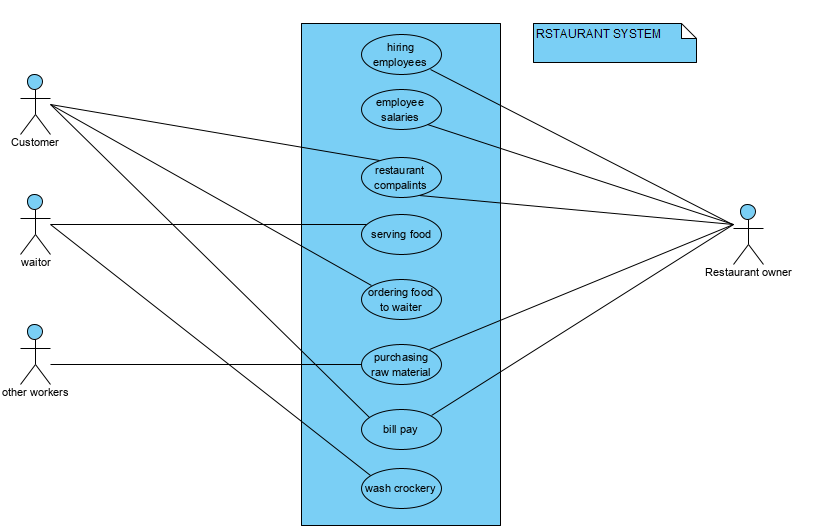 RSTAURANT SYSTEM
hiring
employees
employee
salaries
Customer
restaurant
compalints
serving food
waitor
Restaurant owner
ordering food
to waiter
purchasing
raw material
other workers
bill pay
wash crockery